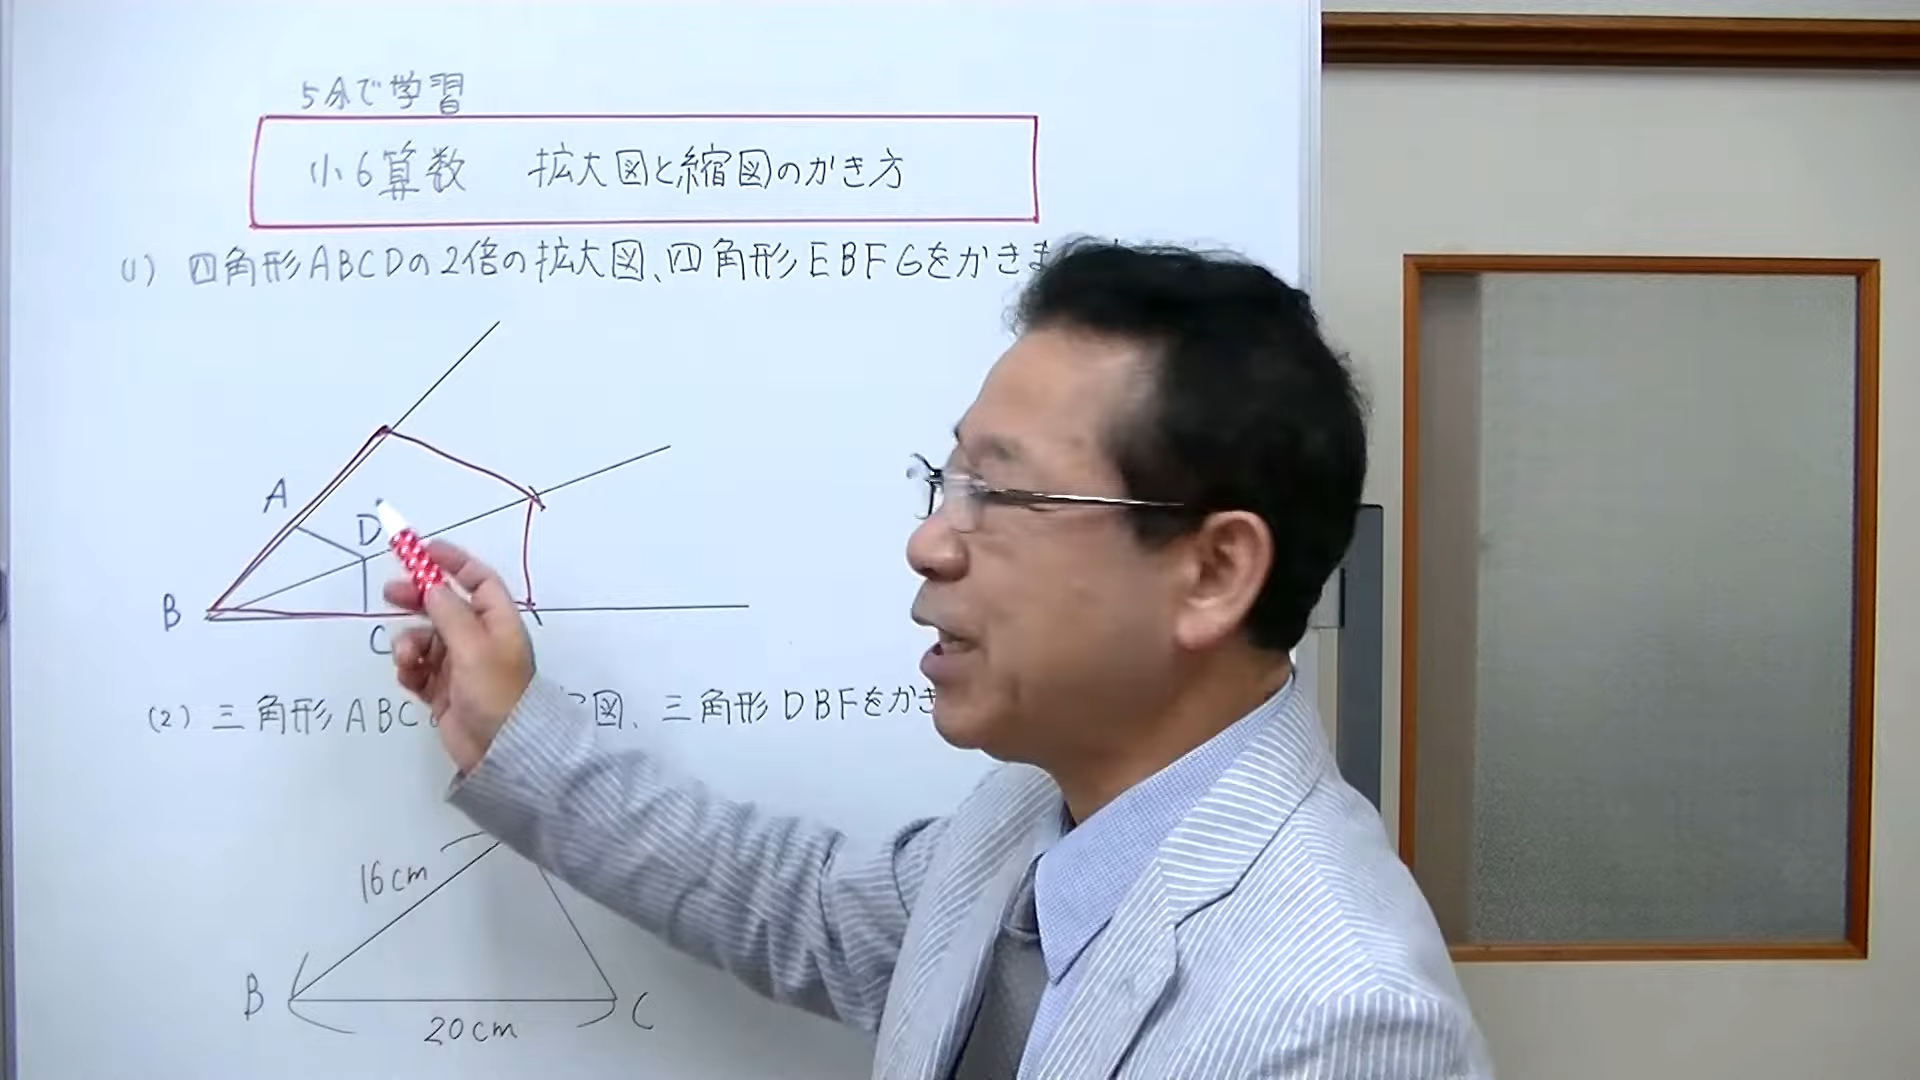 5分で学習
小6算数 拡大図と縮図のかき方
(1) 四角形ABCDの2倍の拡大図、四角形EBFGをかきま
A
D
B
C
(2) 三角形ABC 図、三角形DBFをかき
16cm
B
C
20cm